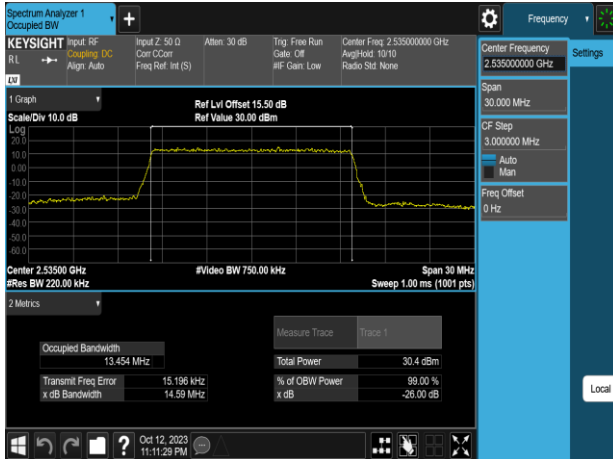 Spectrum Analyzer 1
Occupied BW
+
Frequency
KEYSIGHT
RL
LXI
Input: RF
Coupling: DC
Align: Auto
Input Z: 50 Ω
Corr CCorr
Freq Ref: Int (S)
Atten: 30 dB
Trig: Free Run
Gate: Off
#IF Gain: Low
Center Freq: 2.535000000 GHz
Avg|Hold: 10/10
Radio Std: None
Center Frequency
2.535000000 GHz
Settings
Span
30.000 MHz
CF Step
3.000000 MHz
Auto
Man
Freq Offset
0 Hz
Local
1 Graph
Scale/Div 10.0 dB
Ref Lvl Offset 15.50 dB
Ref Value 30.00 dBm
Log
20.0
10.0
0.00
-10.0
-20.0
-30.0
-40.0
-50.0
-60.0
Center 2.53500 GHz
#Video BW 750.00 kHz
Span 30 MHz
#Res BW 220.00 kHz
Sweep 1.00 ms (1001 pts)
2 Metrics
Measure Trace
Trace 1
Occupied Bandwidth
13.454 MHz
Total Power
30.4 dBm
Transmit Freq Error
15.196 kHz
% of OBW Power
99.00 %
x dB Bandwidth
14.59 MHz
x dB
-26.00 dB
?
Oct 12, 2023
11:11:29 PM